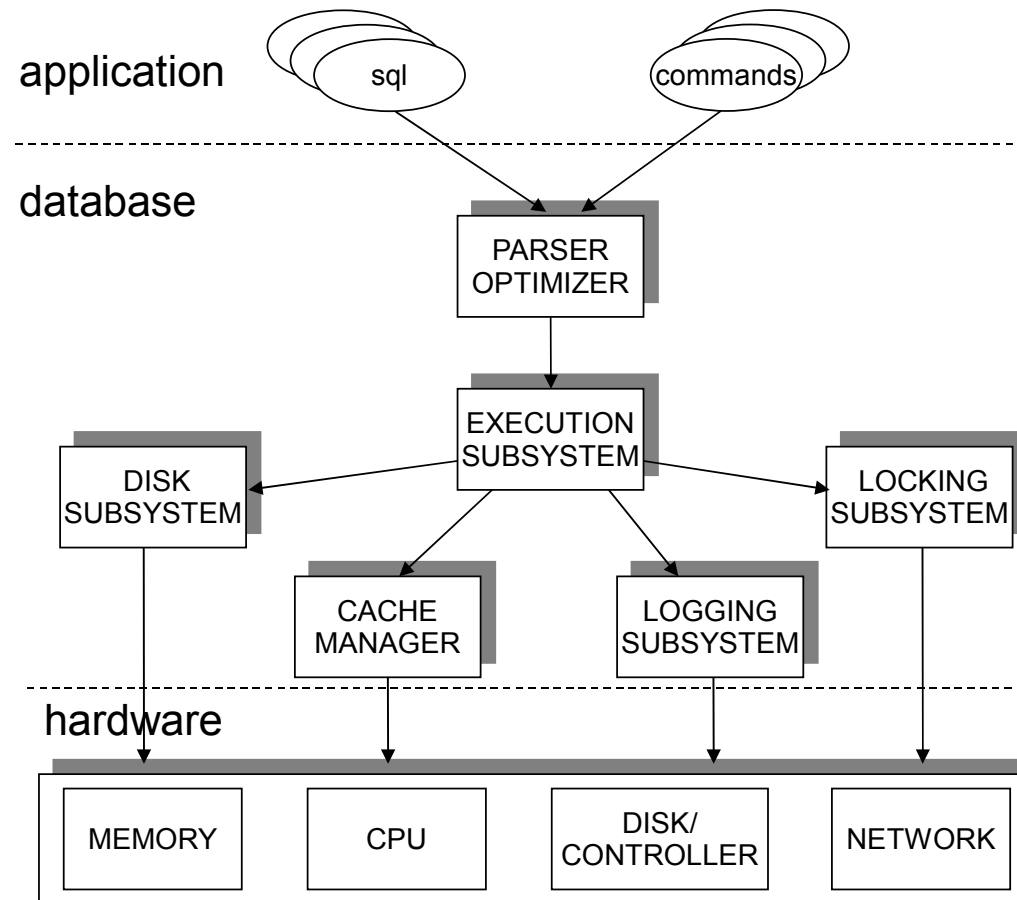 application
sql
commands
database
PARSER
OPTIMIZER
EXECUTION
SUBSYSTEM
DISK
SUBSYSTEM
LOCKING
SUBSYSTEM
CACHE
MANAGER
LOGGING
SUBSYSTEM
hardware
MEMORY
CPU
DISK/
CONTROLLER
NETWORK